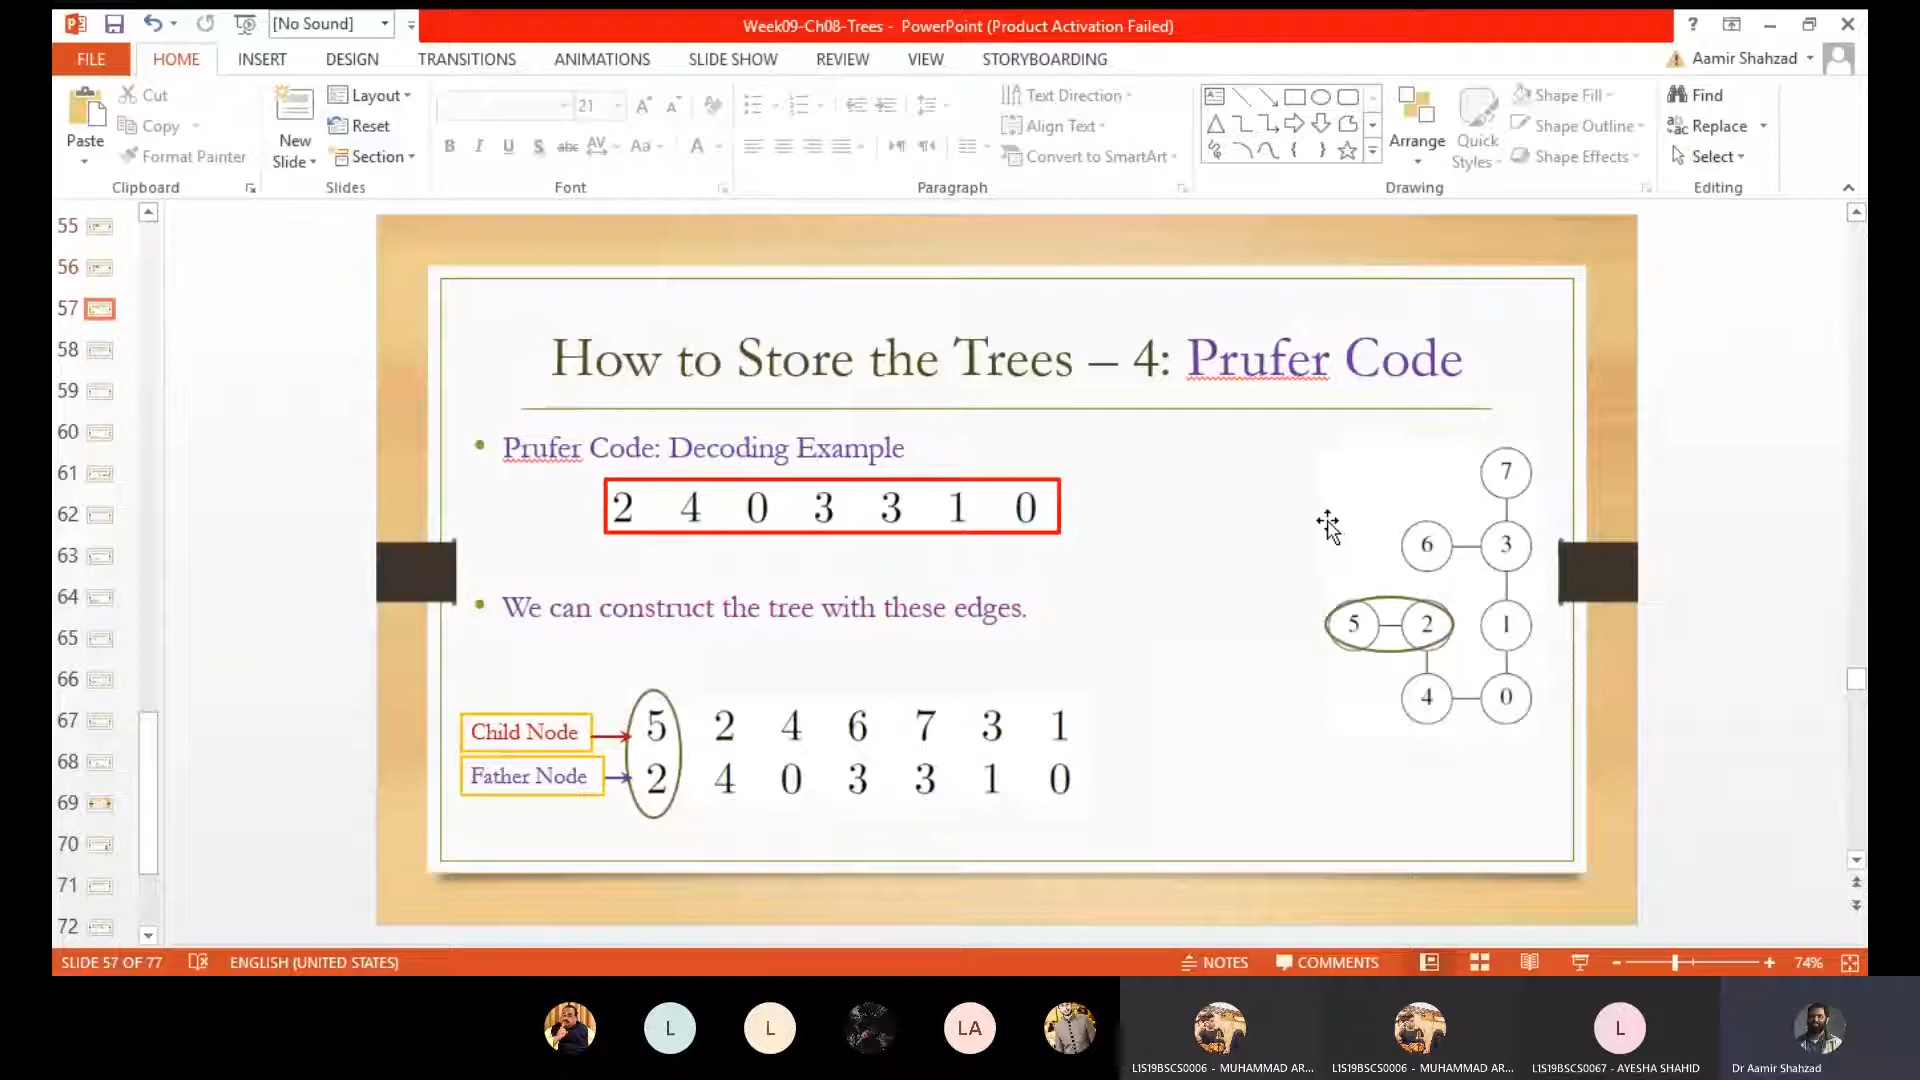 [No Sound]
Week09-Ch08-Trees - PowerPoint (Product Activation Failed)
?
FILE HOME INSERT DESIGN TRANSITIONS ANIMATIONS SLIDE SHOW REVIEW VIEW STORYBOARDING
Aamir Shahzad
Paste
Cut
Copy
Format Painter
Clipboard
New Slide
Layout
Reset
Section
Slides
21
B I U S abc AV Aa A
Font
Text Direction
Align Text
Convert to SmartArt
Paragraph
Arrange
Quick Styles
Shape Fill
Shape Outline
Shape Effects
Drawing
Find
Replace
Select
Editing
55
56
57
58
59
60
61
62
63
64
65
66
67
68
69
70
71
72
How to Store the Trees – 4: Prufer Code
• Prufer Code: Decoding Example
2 4 0 3 3 1 0
• We can construct the tree with these edges.
Child Node 5 2 4 6 7 3 1
Father Node 2 4 0 3 3 1 0
7
6 3
5 2 1
4 0
SLIDE 57 OF 77 ENGLISH (UNITED STATES) NOTES COMMENTS 74%
L
L
LA
L
L1S19BSCS0006 - MUHAMMAD AR...
L1S19BSCS0006 - MUHAMMAD AR...
L1S19BSCS0067 - AYESHA SHAHID
Dr Aamir Shahzad